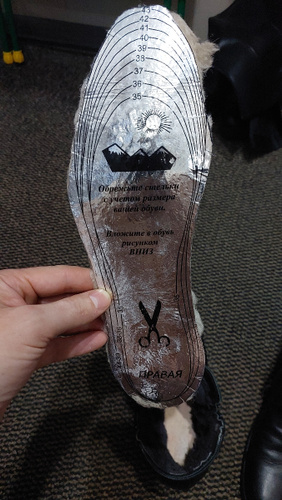 43
42
41
40
39
38
37
36
35
Обрежьте стельку
с учетом размера
вашей обуви.
Вложите в обувь
рисунком
ВНИЗ
ПРАВАЯ